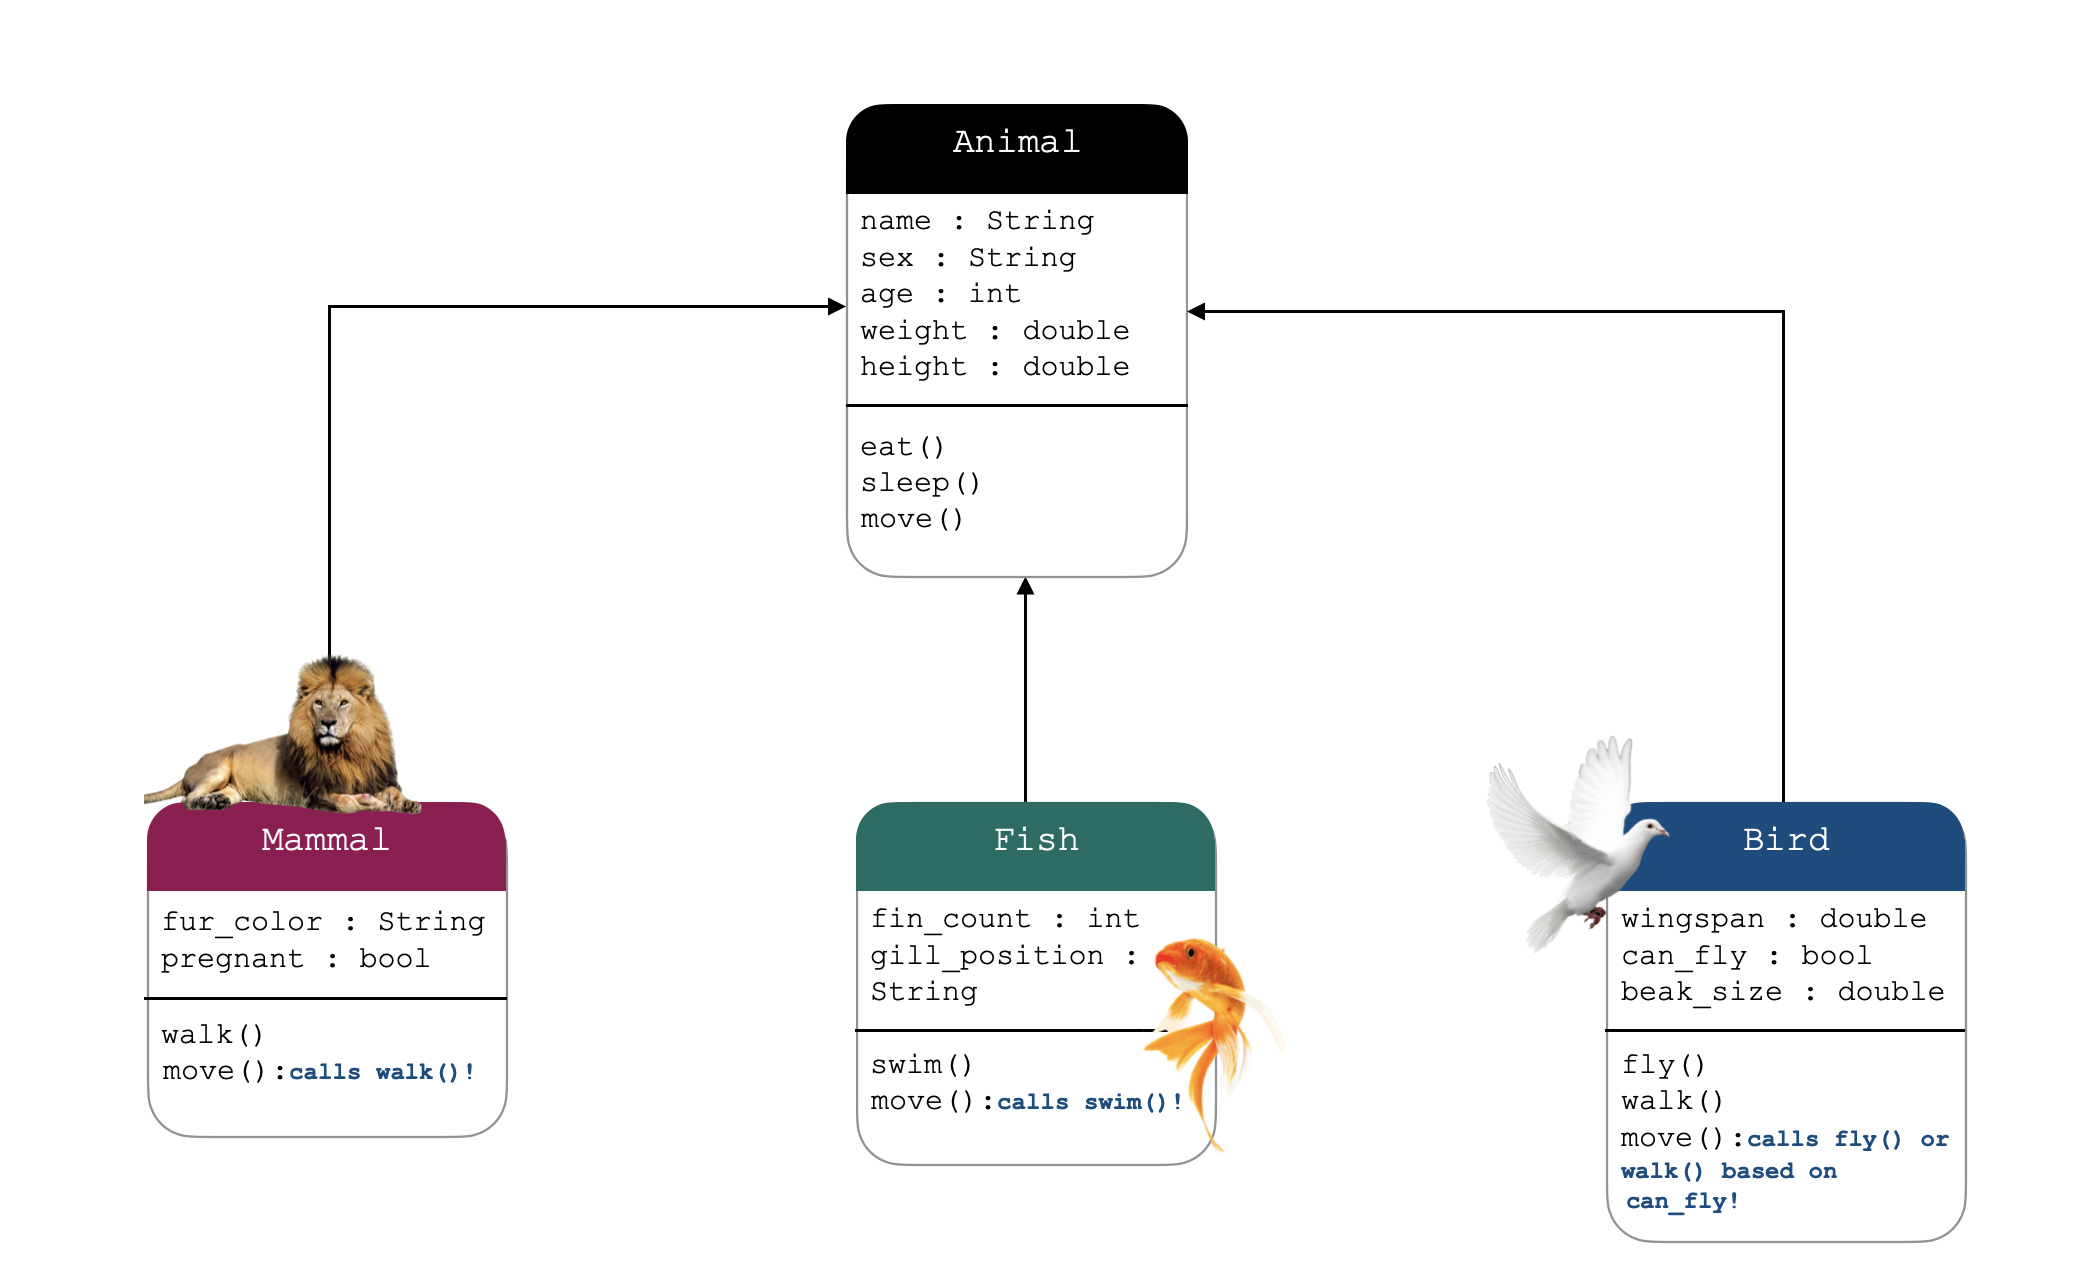 Animal
name : String
sex : String
age : int
weight : double
height : double
eat()
sleep()
move()
Mammal
fur_color : String
pregnant : bool
walk()
move():calls walk()!
Fish
fin_count : int
gill_position :
String
swim()
move():calls swim()!
Bird
wingspan : double
can_fly : bool
beak_size : double
fly()
walk()
move():calls fly() or
walk() based on
can_fly!